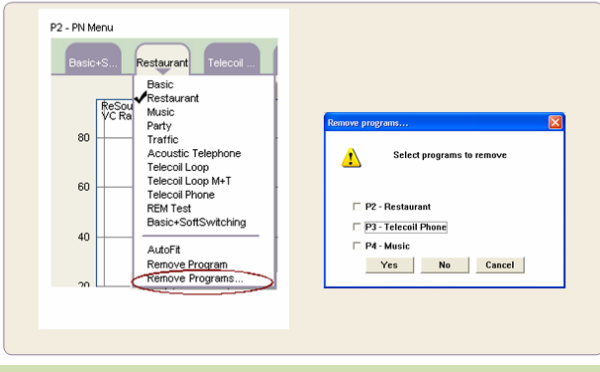 P2 - PN Menu
Basic+S...
Restaurant
Telecoil ...
ReSou
VC Ra
80
60
40
20
Basic
Restaurant
Music
Party
Traffic
Acoustic Telephone
Telecoil Loop
Telecoil Loop M+T
Telecoil Phone
REM Test
Basic+SoftSwitching
AutoFit
Remove Program
Remove Programs...
Remove programs...
Select programs to remove
P2 - Restaurant
P3 - Telecoil Phone
P4 - Music
Yes No Cancel